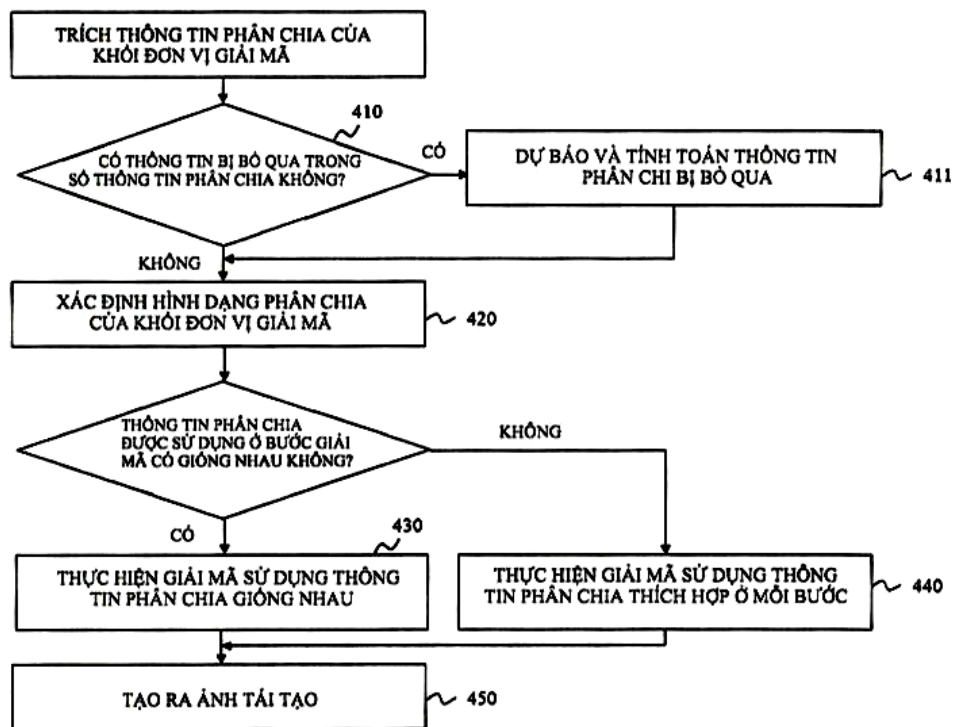 TRÍCH THÔNG TIN PHÂN CHIA CỦA
KHỐI ĐƠN VỊ GIẢI MÃ
410
CÓ THÔNG TIN BỊ BỎ QUA TRONG
SỐ THÔNG TIN PHÂN CHIA KHÔNG?
CÓ
DỰ BÁO VÀ TÍNH TOÁN THÔNG TIN
PHÂN CHI BỊ BỎ QUA
411
KHÔNG
XÁC ĐỊNH HÌNH DẠNG PHÂN CHIA
CỦA KHỐI ĐƠN VỊ GIẢI MÃ
420
THÔNG TIN PHÂN CHIA
ĐƯỢC SỬ DỤNG Ở BƯỚC GIẢI
MÃ CÓ GIỐNG NHAU KHÔNG?
KHÔNG
CÓ
430
THỰC HIỆN GIẢI MÃ SỬ DỤNG THÔNG
TIN PHÂN CHIA GIỐNG NHAU
THỰC HIỆN GIẢI MÃ SỬ DỤNG THÔNG
TIN PHÂN CHIA THÍCH HỢP Ở MỖI BƯỚC
440
TẠO RA ẢNH TÁI TẠO
450